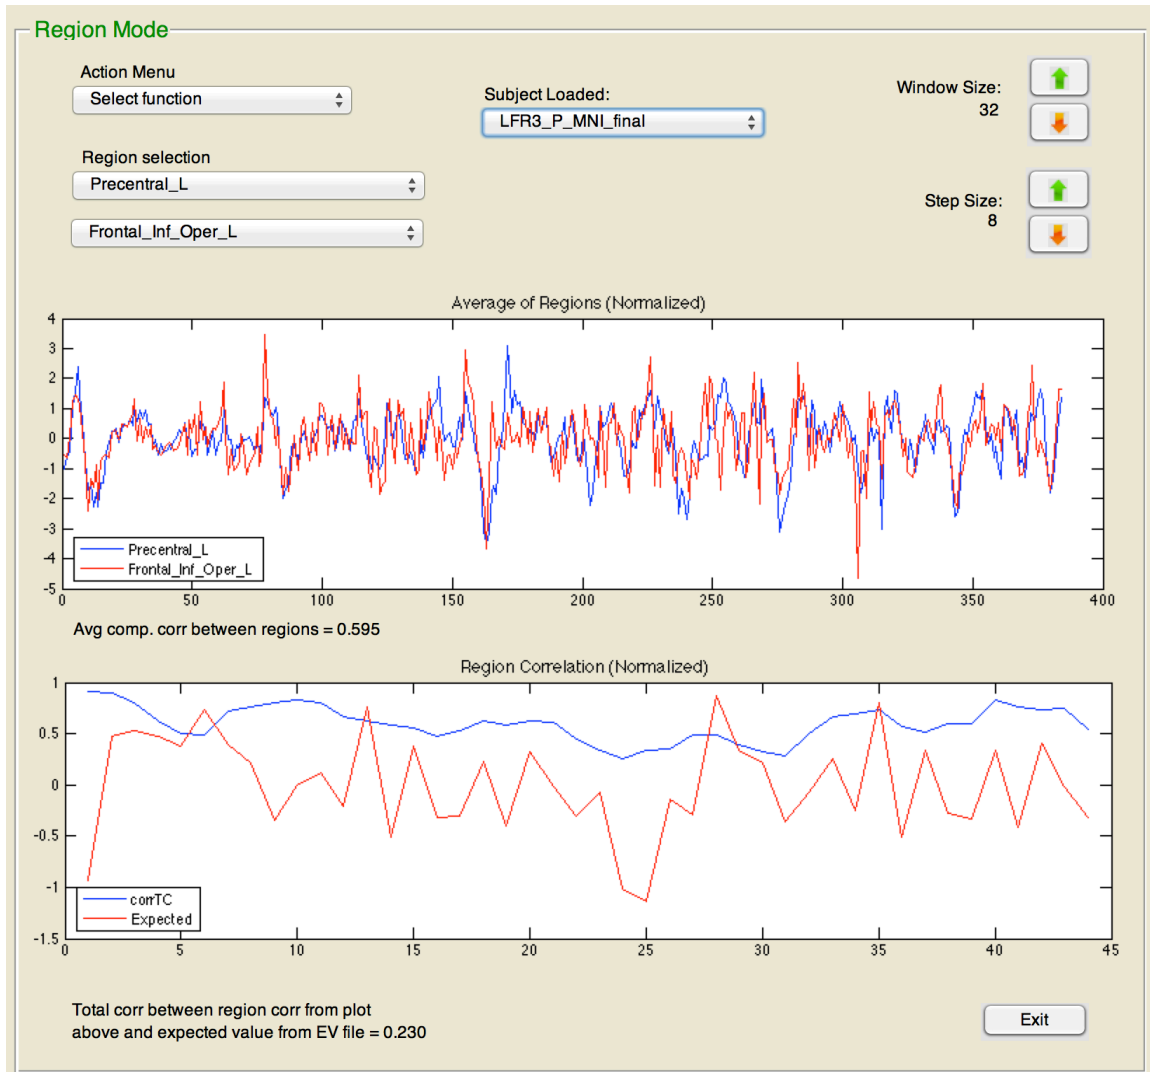 Region Mode
Action Menu
Select function
Subject Loaded:
LFR3_P_MNI_final
Window Size:
32
Region selection
Precentral_L
Step Size:
8
Frontal_Inf_Oper_L
Average of Regions (Normalized)
4
3
2
1
0
-1
-2
-3
-4
-5
Precentral_L
Frontal_Inf_Oper_L
0 50 100 150 200 250 300 350 400
Avg comp. corr between regions = 0.595
Region Correlation (Normalized)
1
0.5
0
-0.5
-1
-1.5
corrTC
Expected
0 5 10 15 20 25 30 35 40 45
Total corr between region corr from plot
above and expected value from EV file = 0.230
Exit